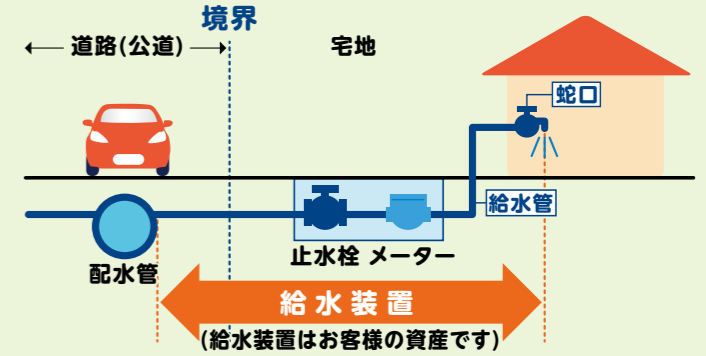 境界
道路(公道)
宅地
蛇口
給水管
止水栓 メーター
配水管
給水装置
(給水装置はお客様の資産です)